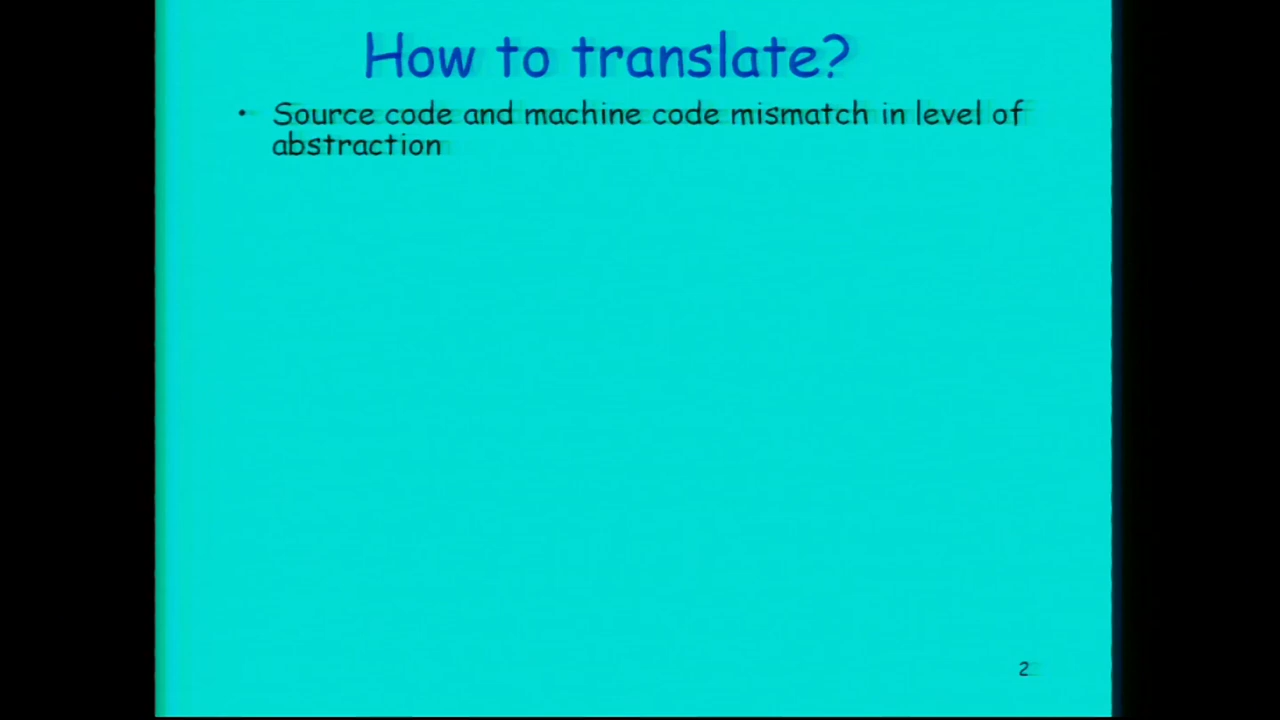 How to translate?
• Source code and machine code mismatch in level of
abstraction
2